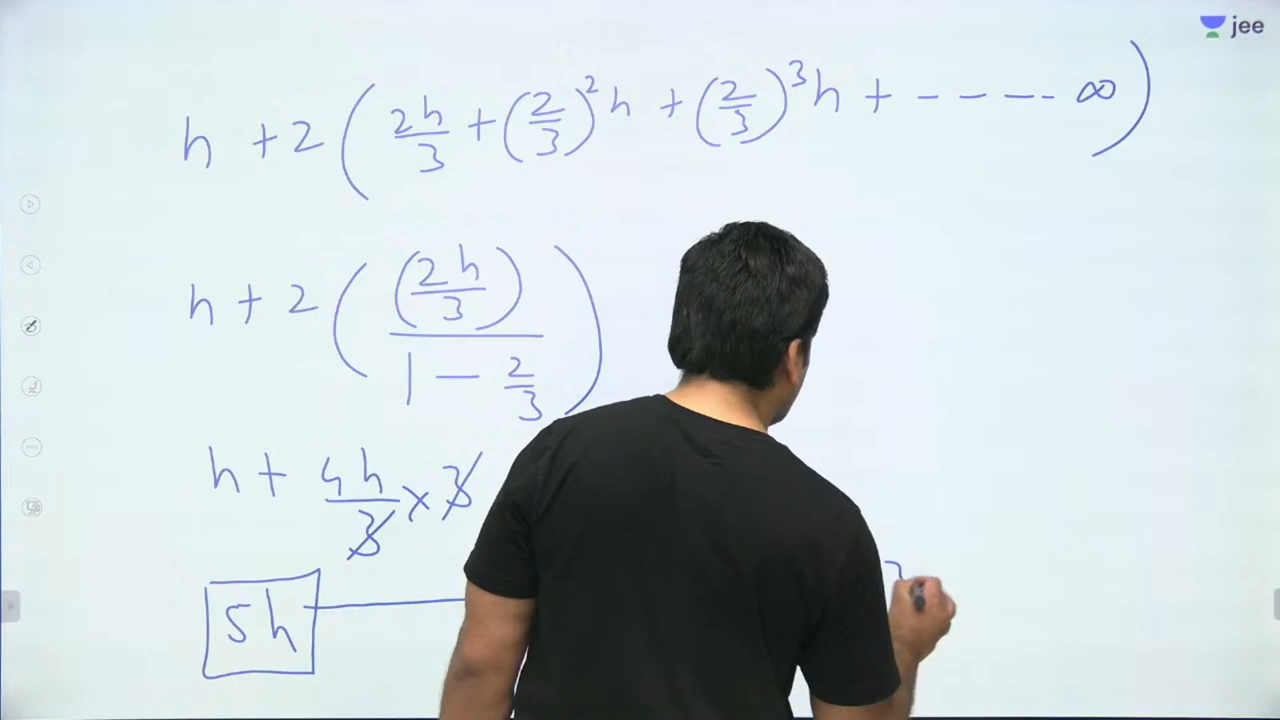 jee
h + 2 ( 2h/3 + (2/3)²h + (2/3)³h + ---- ∞ )
h + 2 ( (2h/3) / 1 - 2/3 )
h + 4h/3 × 3
5h